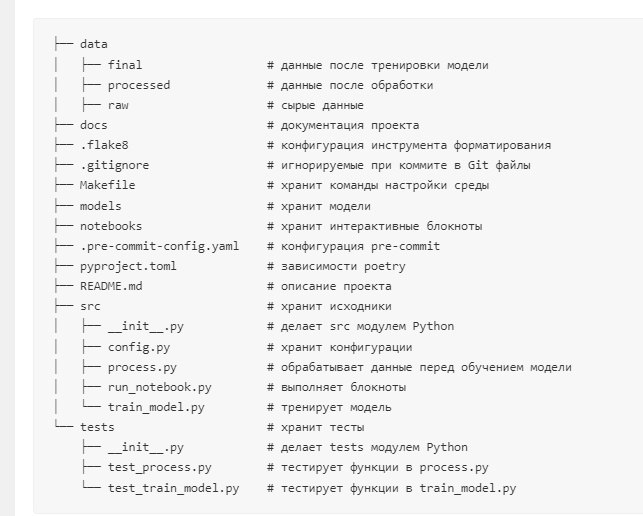 ├── data
│   ├── final                  # данные после тренировки модели
│   ├── processed              # данные после обработки
│   ├── raw                    # сырые данные
├── docs                       # документация проекта
├── .flake8                    # конфигурация инструмента форматирования
├── .gitignore                 # игнорируемые при коммите в Git файлы
├── Makefile                   # хранит команды настройки среды
├── models                     # хранит модели
├── notebooks                  # хранит интерактивные блокноты
├── .pre-commit-config.yaml    # конфигурация pre-commit
├── pyproject.toml             # зависимости poetry
├── README.md                  # описание проекта
├── src                        # хранит исходники
│   ├── __init__.py            # делает src модулем Python
│   ├── config.py              # хранит конфигурации
│   ├── process.py             # обрабатывает данные перед обучением модели
│   ├── run_notebook.py        # выполняет блокноты
│   └── train_model.py         # тренирует модель
└── tests                      # хранит тесты
    ├── __init__.py            # делает tests модулем Python
    ├── test_process.py        # тестирует функции в process.py
    └── test_train_model.py    # тестирует функции в train_model.py